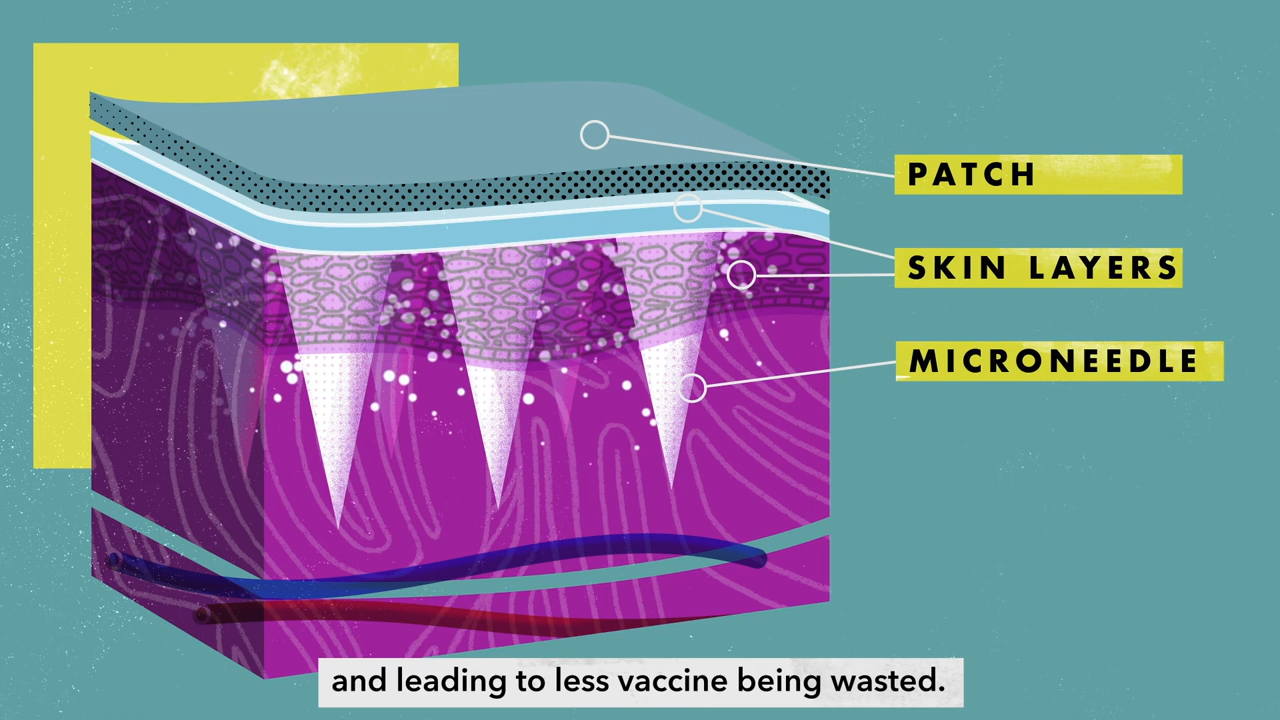 PATCH
SKIN LAYERS
MICRONEEDLE
and leading to less vaccine being wasted.